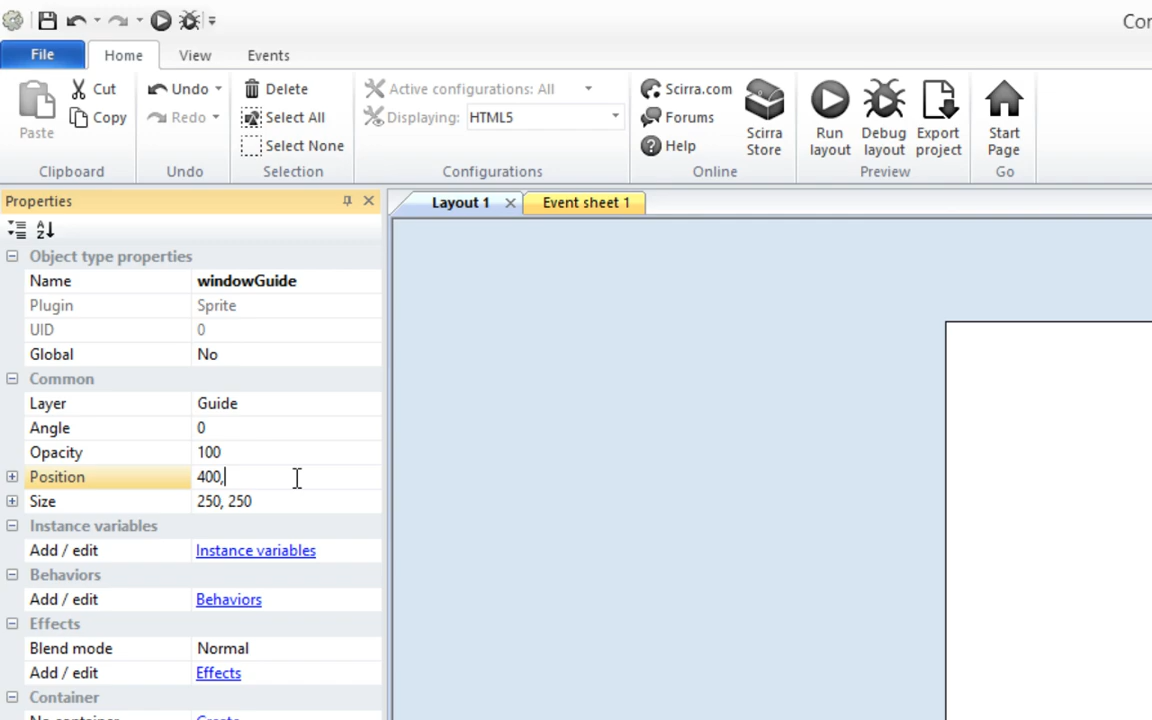 Cor
File Home View Events
Paste Cut Copy Undo Redo Delete Select All Select None Active configurations: All Displaying: HTML5 Scirra.com Forums Help Scirra Store Run layout Debug layout Export project Start Page
Clipboard Undo Selection Configurations Online Preview Go
Properties
Layout 1 Event sheet 1
Object type properties
Name windowGuide
Plugin Sprite
UID 0
Global No
Common
Layer Guide
Angle 0
Opacity 100
Position 400,
Size 250, 250
Instance variables
Add / edit Instance variables
Behaviors
Add / edit Behaviors
Effects
Blend mode Normal
Add / edit Effects
Container
No container Create